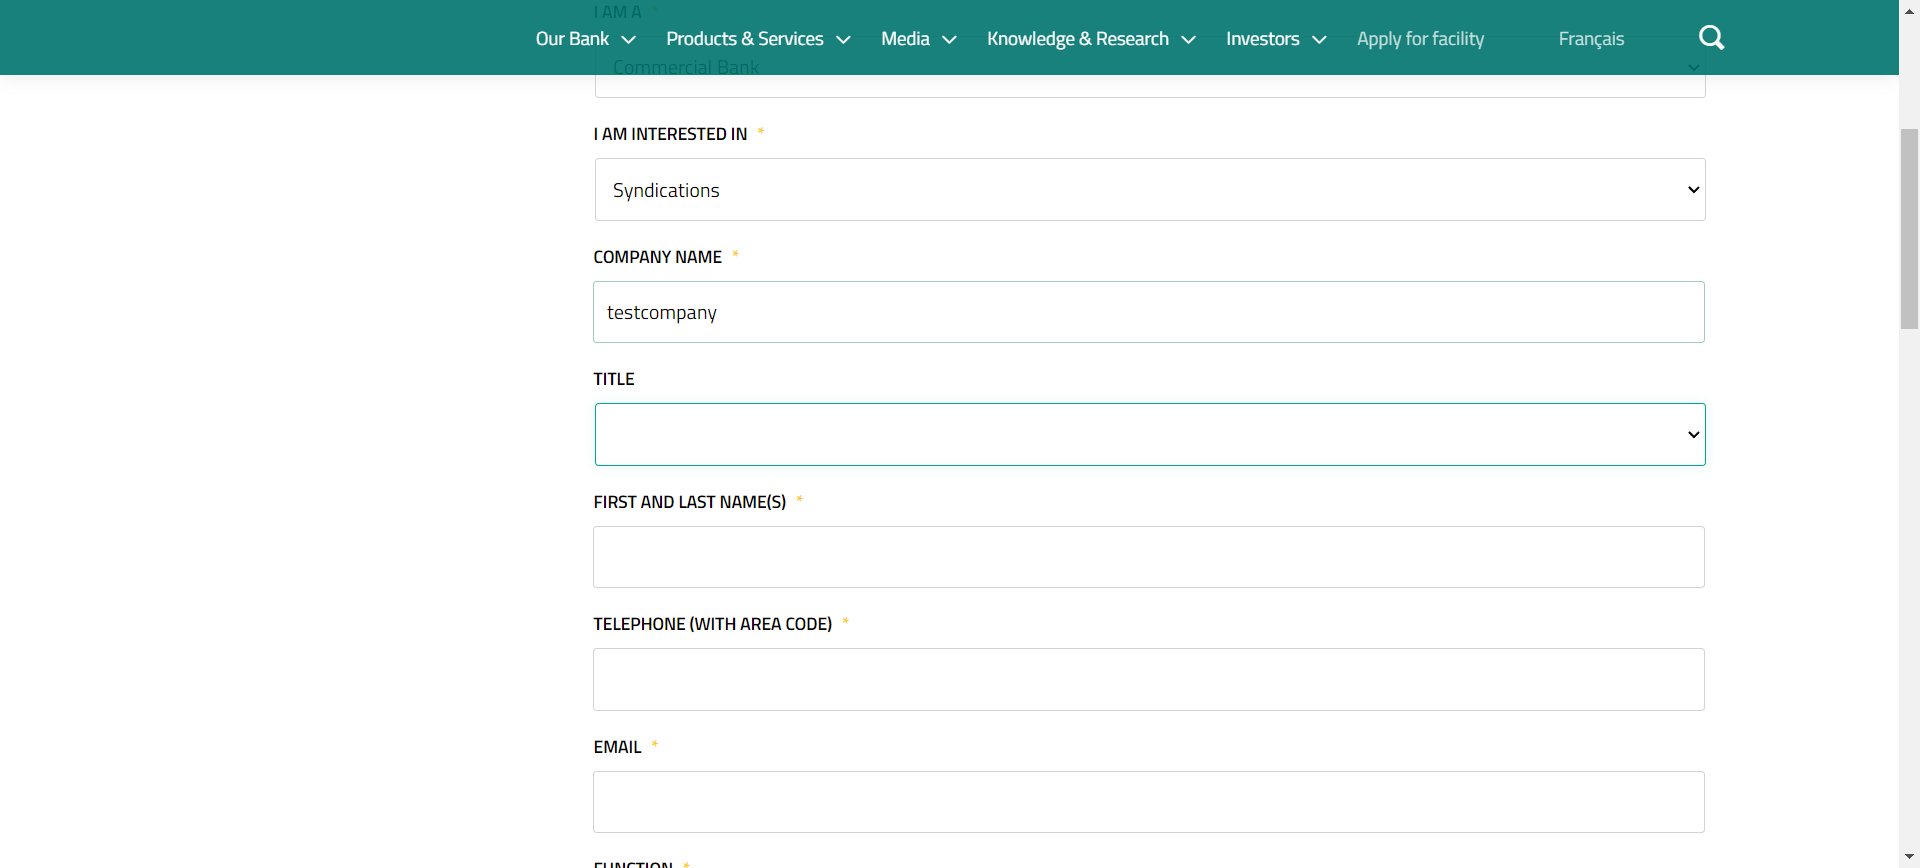 I AM A *
Our Bank Products & Services Media Knowledge & Research Investors Apply for facility Français
Commercial Bank
I AM INTERESTED IN *
Syndications
COMPANY NAME *
testcompany
TITLE
FIRST AND LAST NAME(S) *
TELEPHONE (WITH AREA CODE) *
EMAIL *
FUNCTION *